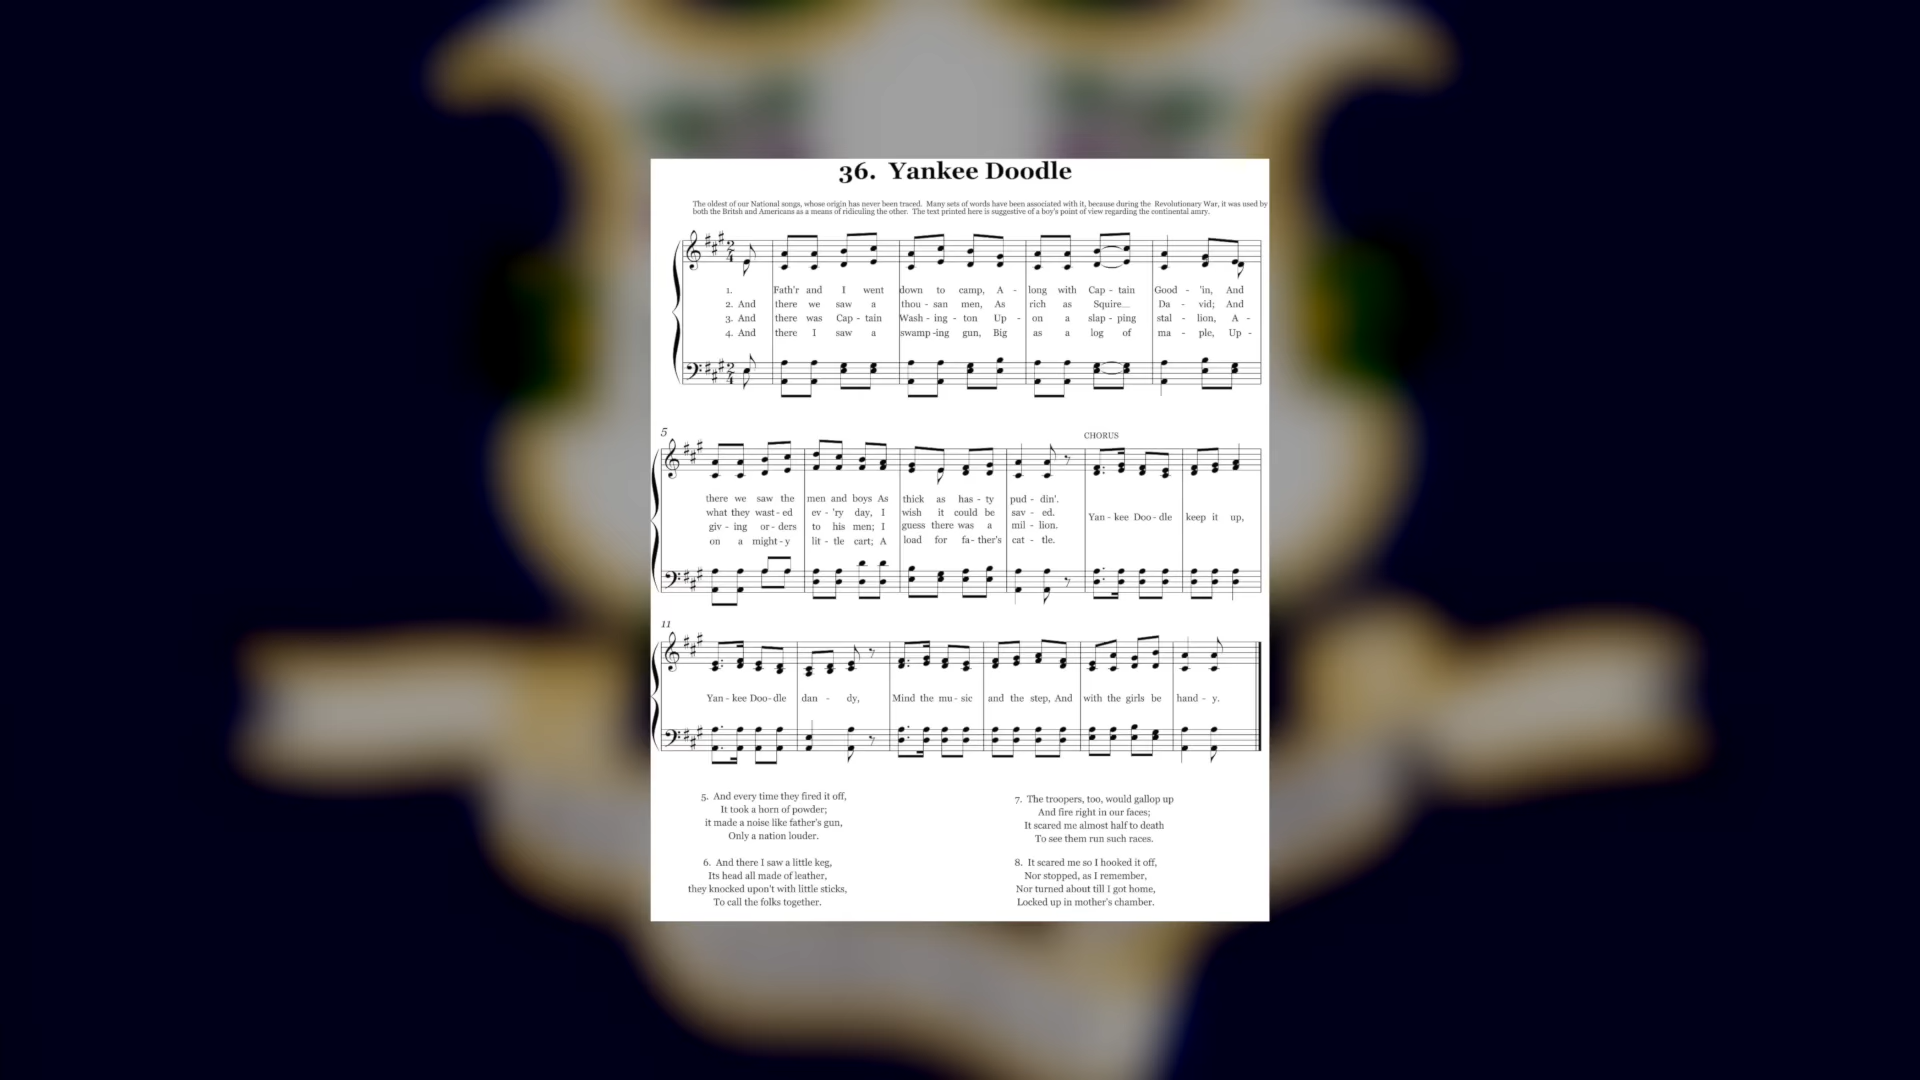 36. Yankee Doodle
The oldest of our National songs, whose origin has never been traced. Many sets of words have been associated with it, because during the Revolutionary War, it was used by
both the Britsh and Americans as a means of ridiculing the other. The text printed here is suggestive of a boy's point of view regarding the continental amry.
1. Fath'r and I went down to camp, A - long with Cap - tain Good - 'in, And
2. And there we saw a thou - san men, As rich as Squire Da - vid; And
3. And there was Cap - tain Wash - ing - ton Up - on a slap - ping stal - lion, A -
4. And there I saw a swamp - ing gun, Big as a log of ma - ple, Up -
5
CHORUS
there we saw the men and boys As thick as has - ty pud - din'.
what they wast - ed ev - 'ry day, I wish it could be sav - ed.
Yan - kee Doo - dle keep it up,
giv - ing or - ders to his men; I guess there was a mil - lion.
on a might - y lit - tle cart; A load for fa - ther's cat - tle.
11
Yan - kee Doo - dle dan - dy, Mind the mu - sic and the step, And with the girls be hand - y.
5. And every time they fired it off,
It took a horn of powder;
it made a noise like father's gun,
Only a nation louder.
6. And there I saw a little keg,
Its head all made of leather,
they knocked upon't with little sticks,
To call the folks together.
7. The troopers, too, would gallop up
And fire right in our faces;
It scared me almost half to death
To see them run such races.
8. It scared me so I hooked it off,
Nor stopped, as I remember,
Nor turned about till I got home,
Locked up in mother's chamber.